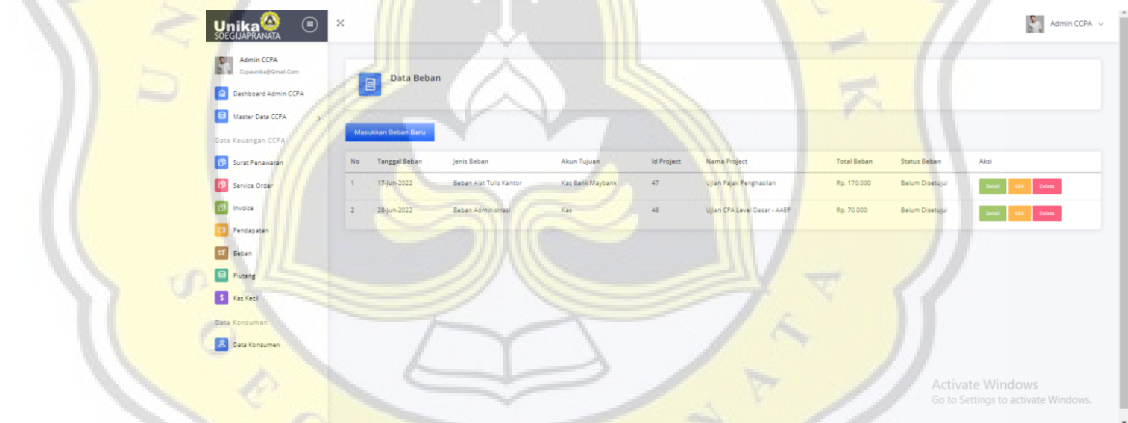 Unika
SOEGIJAPRANATA
Admin CCPA
Admin CCPA
Ccpaunika@Gmail.Com
Dashboard Admin CCPA
Master Data CCPA
Data Keuangan CCPA
Surat Penawaran
Service Order
Invoice
Pendapatan
Beban
Piutang
Kas Kecil
Data Konsumen
Data Konsumen
Data Beban
Masukkan Beban Baru
No Tanggal Beban Jenis Beban Akun Tujuan Id Project Nama Project Total Beban Status Beban Aksi
1 17-Jun-2022 Beban Alat Tulis Kantor Kas Bank Maybank 47 Ujian Pajak Penghasilan Rp. 170.000 Belum Disetujui Detail Edit Delete
2 28-Jun-2022 Beban Administrasi Kas 48 Ujian CPA Level Dasar - AAEP Rp. 70.000 Belum Disetujui Detail Edit Delete
Activate Windows
Go to Settings to activate Windows.